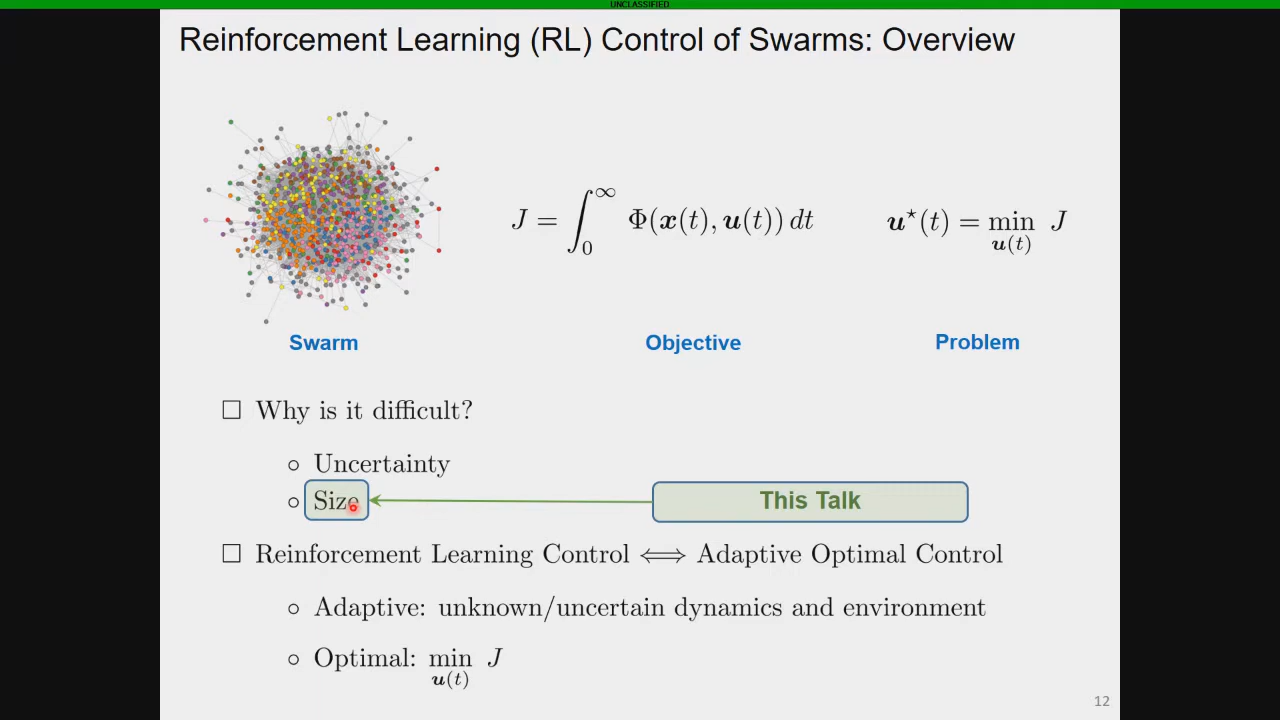 UNCLASSIFIED
Reinforcement Learning (RL) Control of Swarms: Overview
J = ∫₀^∞ Φ(x(t), u(t)) dt
u⋆(t) = min_{u(t)} J
Swarm
Objective
Problem
Why is it difficult?
Uncertainty
Size
This Talk
Reinforcement Learning Control ⟺ Adaptive Optimal Control
Adaptive: unknown/uncertain dynamics and environment
Optimal: min_{u(t)} J
12